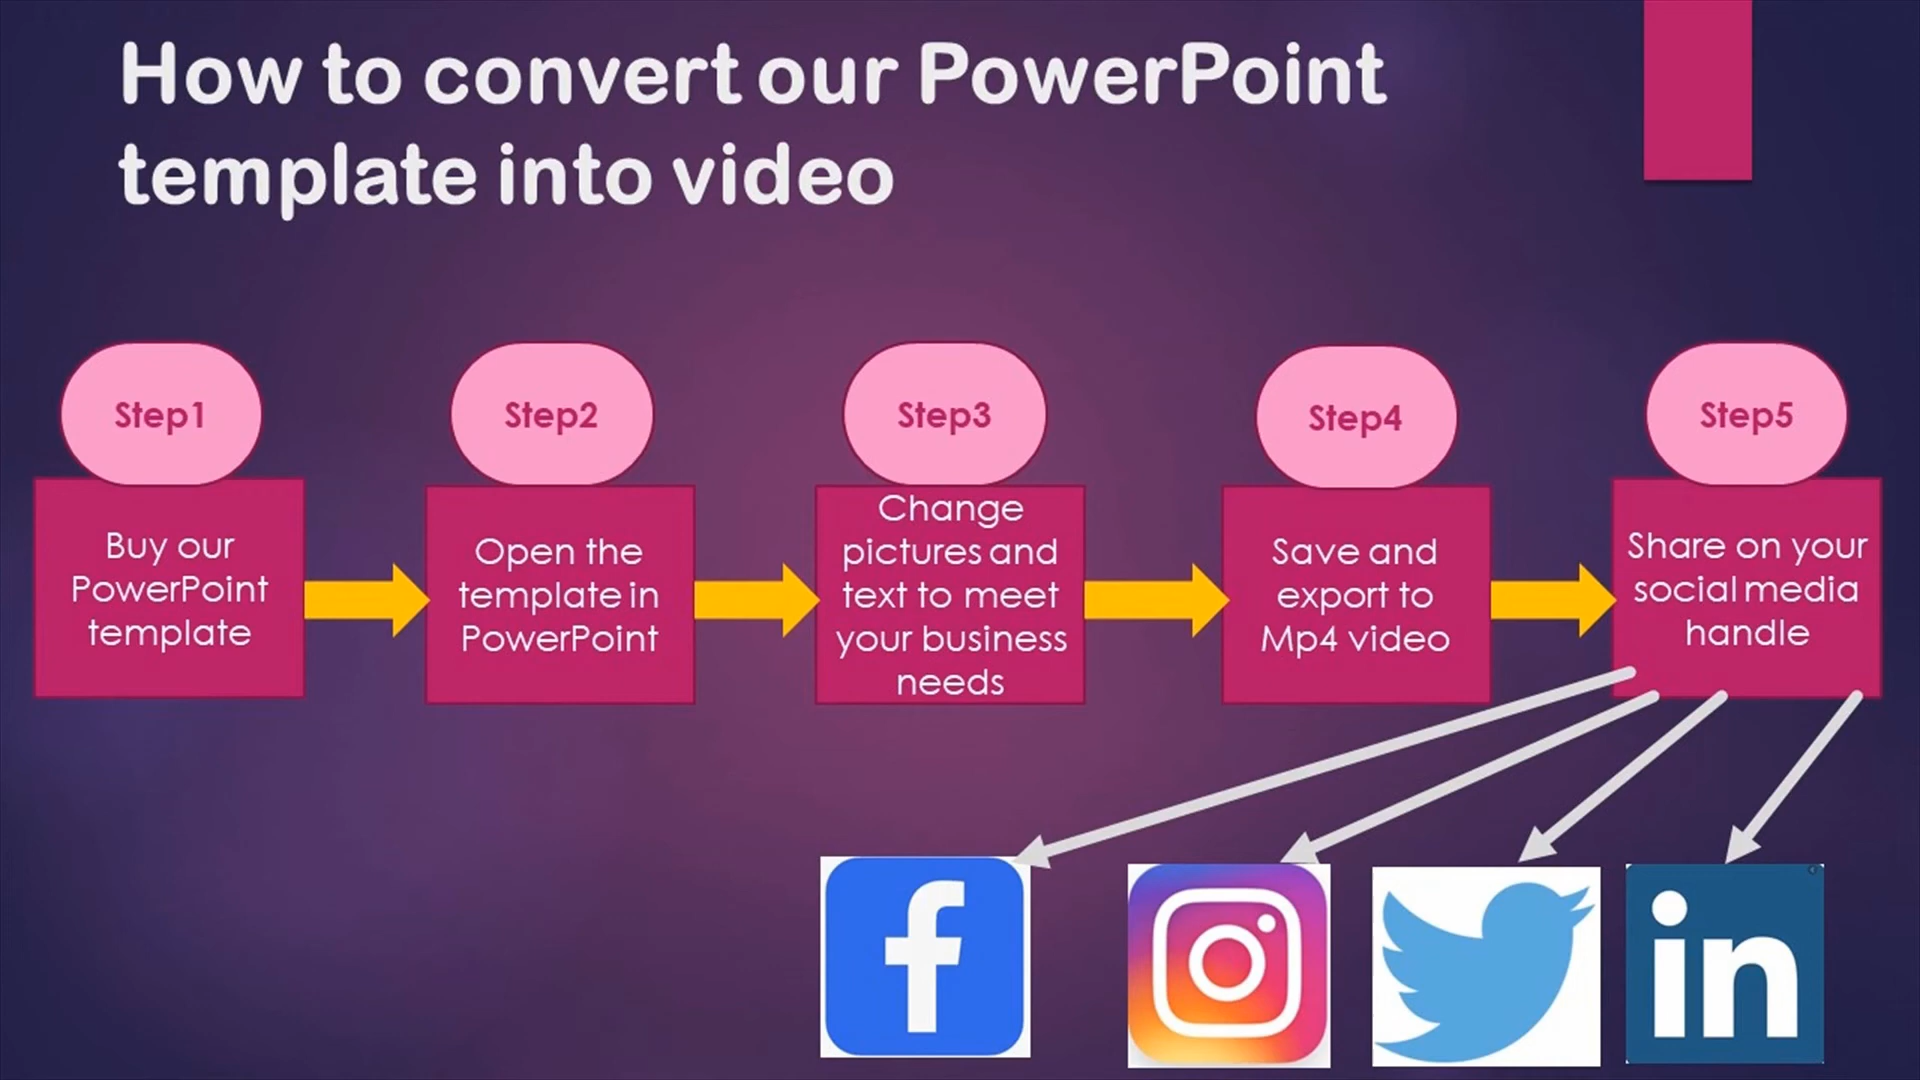 How to convert our PowerPoint
template into video
Step1
Buy our
PowerPoint
template
Step2
Open the
template in
PowerPoint
Step3
Change
pictures and
text to meet
your business
needs
Step4
Save and
export to
Mp4 video
Step5
Share on your
social media
handle
f
in